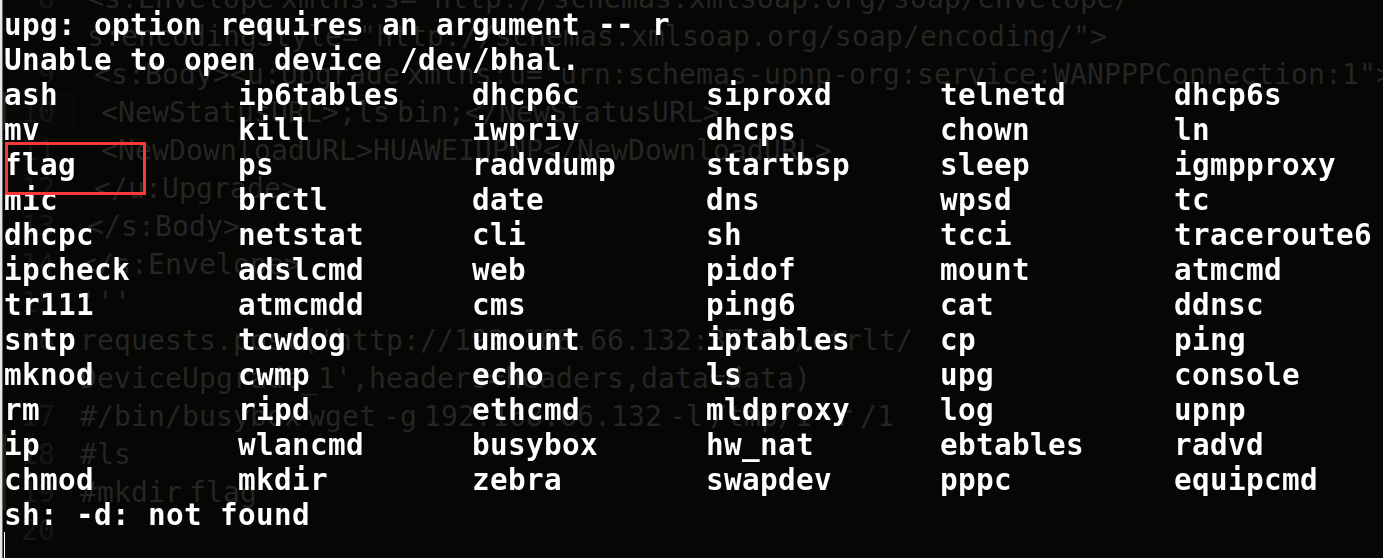 upg: option requires an argument -- r
Unable to open device /dev/bhal.
ash ip6tables dhcp6c siproxd telnetd dhcp6s
mv kill iwpriv dhcps chown ln
flag ps radvdump startbsp sleep igmpproxy
mic brctl date dns wpsd tc
dhcpc netstat cli sh tcci traceroute6
ipcheck adslcmd web pidof mount atmcmd
tr111 atmcmdd cms ping6 cat ddnsc
sntp tcwdog umount iptables cp ping
mknod cwmp echo ls upg console
rm ripd ethcmd mldproxy log upnp
ip wlancmd busybox hw_nat ebtables radvd
chmod mkdir zebra swapdev pppc equipcmd
sh: -d: not found